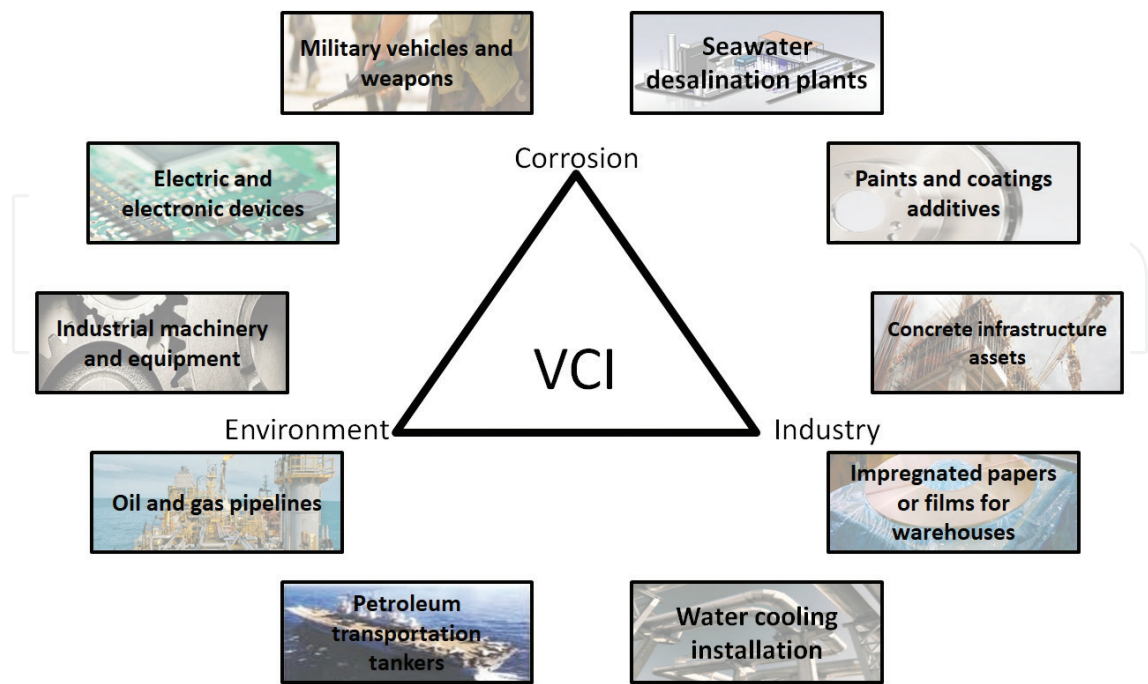 Military vehicles and
weapons
Seawater
desalination plants
Electric and
electronic devices
Corrosion
Paints and coatings
additives
Industrial machinery
and equipment
VCI
Concrete infrastructure
assets
Environment
Industry
Oil and gas pipelines
Impregnated papers
or films for
warehouses
Petroleum
transportation
tankers
Water cooling
installation